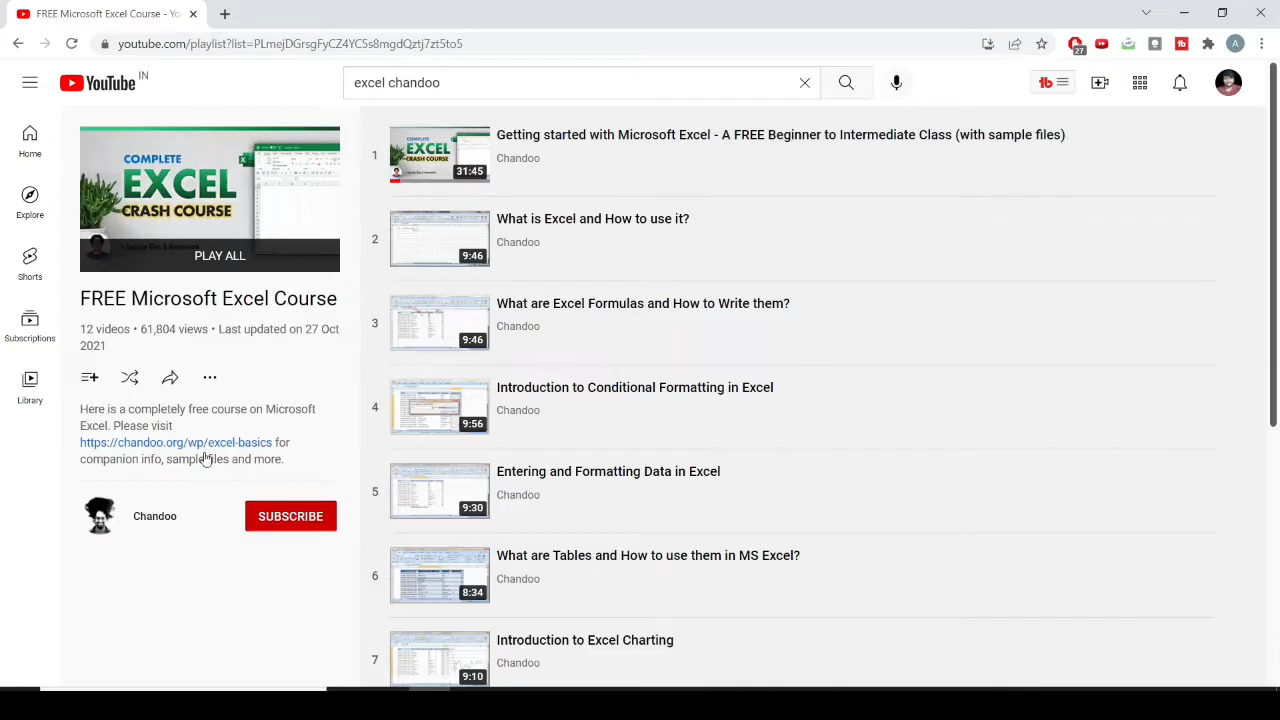 FREE Microsoft Excel Course - Yo
youtube.com/playlist?list=PLmejDGrsgFyCZ4YC5s8mgdQztj7zt5to5
27
A
YouTube
IN
excel chandoo
Home
Explore
Shorts
Subscriptions
Library
COMPLETE
EXCEL
CRASH COURSE
PLAY ALL
FREE Microsoft Excel Course
12 videos • 61,804 views • Last updated on 27 Oct
2021
Here is a completely free course on Microsoft
Excel. Please visit -
https://chandoo.org/wp/excel-basics for
companion info, sample files and more.
Chandoo
SUBSCRIBE
1
COMPLETE
EXCEL
CRASH COURSE
31:45
Getting started with Microsoft Excel - A FREE Beginner to Intermediate Class (with sample files)
Chandoo
2
9:46
What is Excel and How to use it?
Chandoo
3
9:46
What are Excel Formulas and How to Write them?
Chandoo
4
9:56
Introduction to Conditional Formatting in Excel
Chandoo
5
9:30
Entering and Formatting Data in Excel
Chandoo
6
8:34
What are Tables and How to use them in MS Excel?
Chandoo
7
9:10
Introduction to Excel Charting
Chandoo